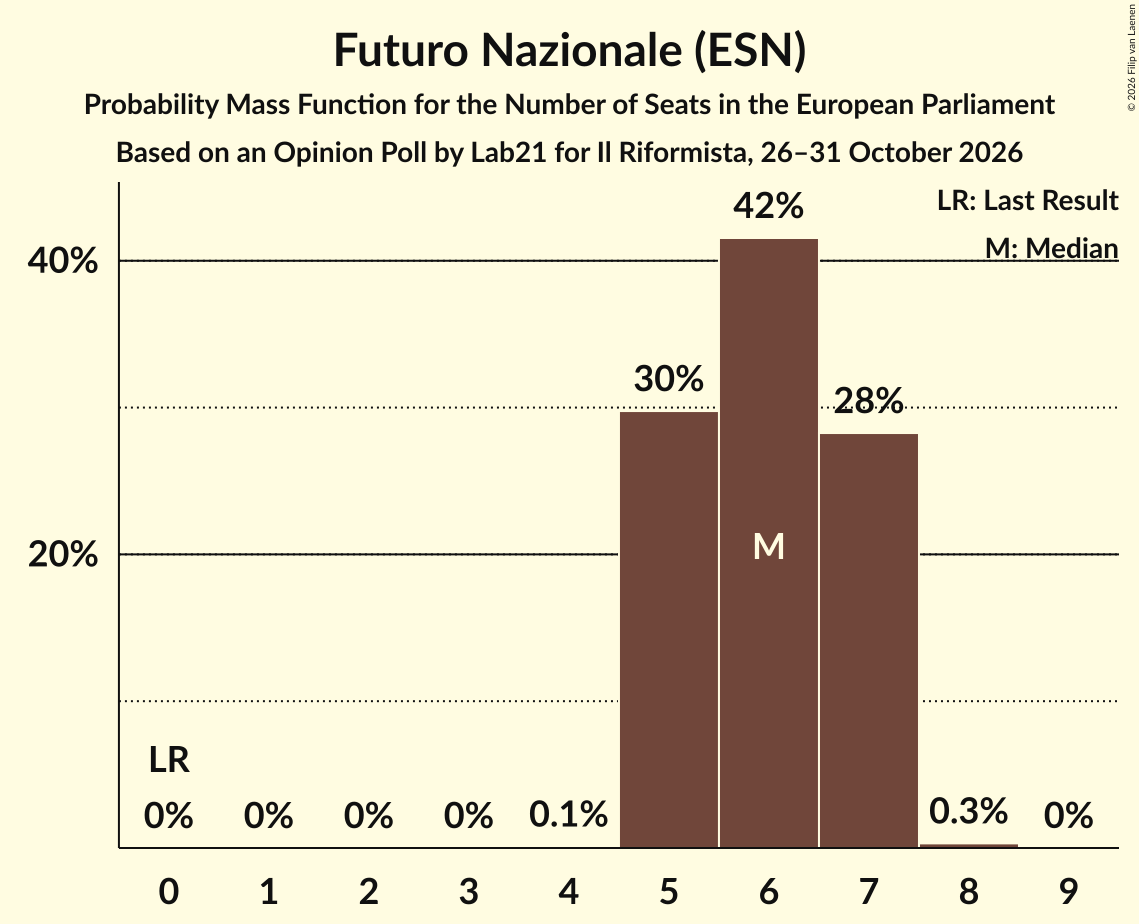 Futuro Nazionale (ESN)
Probability Mass Function for the Number of Seats in the European Parliament
Based on an Opinion Poll by Lab21 for Il Riformista, 26–31 October 2026
© 2026 Filip van Laenen
LR: Last Result
M: Median
42%
40%
30%
28%
20%
M
LR
0% 0% 0% 0% 0.1% 0.3% 0%
0 1 2 3 4 5 6 7 8 9